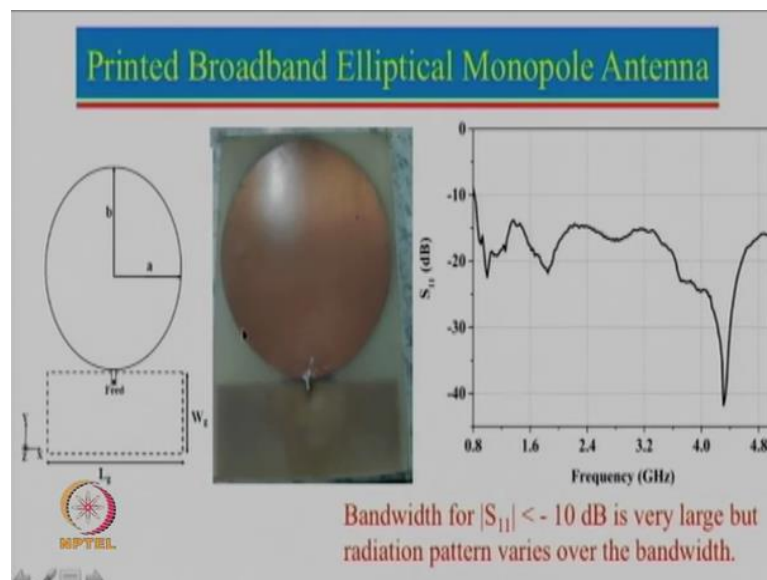 Printed Broadband Elliptical Monopole Antenna
b
a
Feed
W
L
Y
X
Z
NPTEL
0
-10
-20
-30
-40
S11 (dB)
0.8 1.6 2.4 3.2 4.0 4.8
Frequency (GHz)
Bandwidth for |S11| < - 10 dB is very large but
radiation pattern varies over the bandwidth.